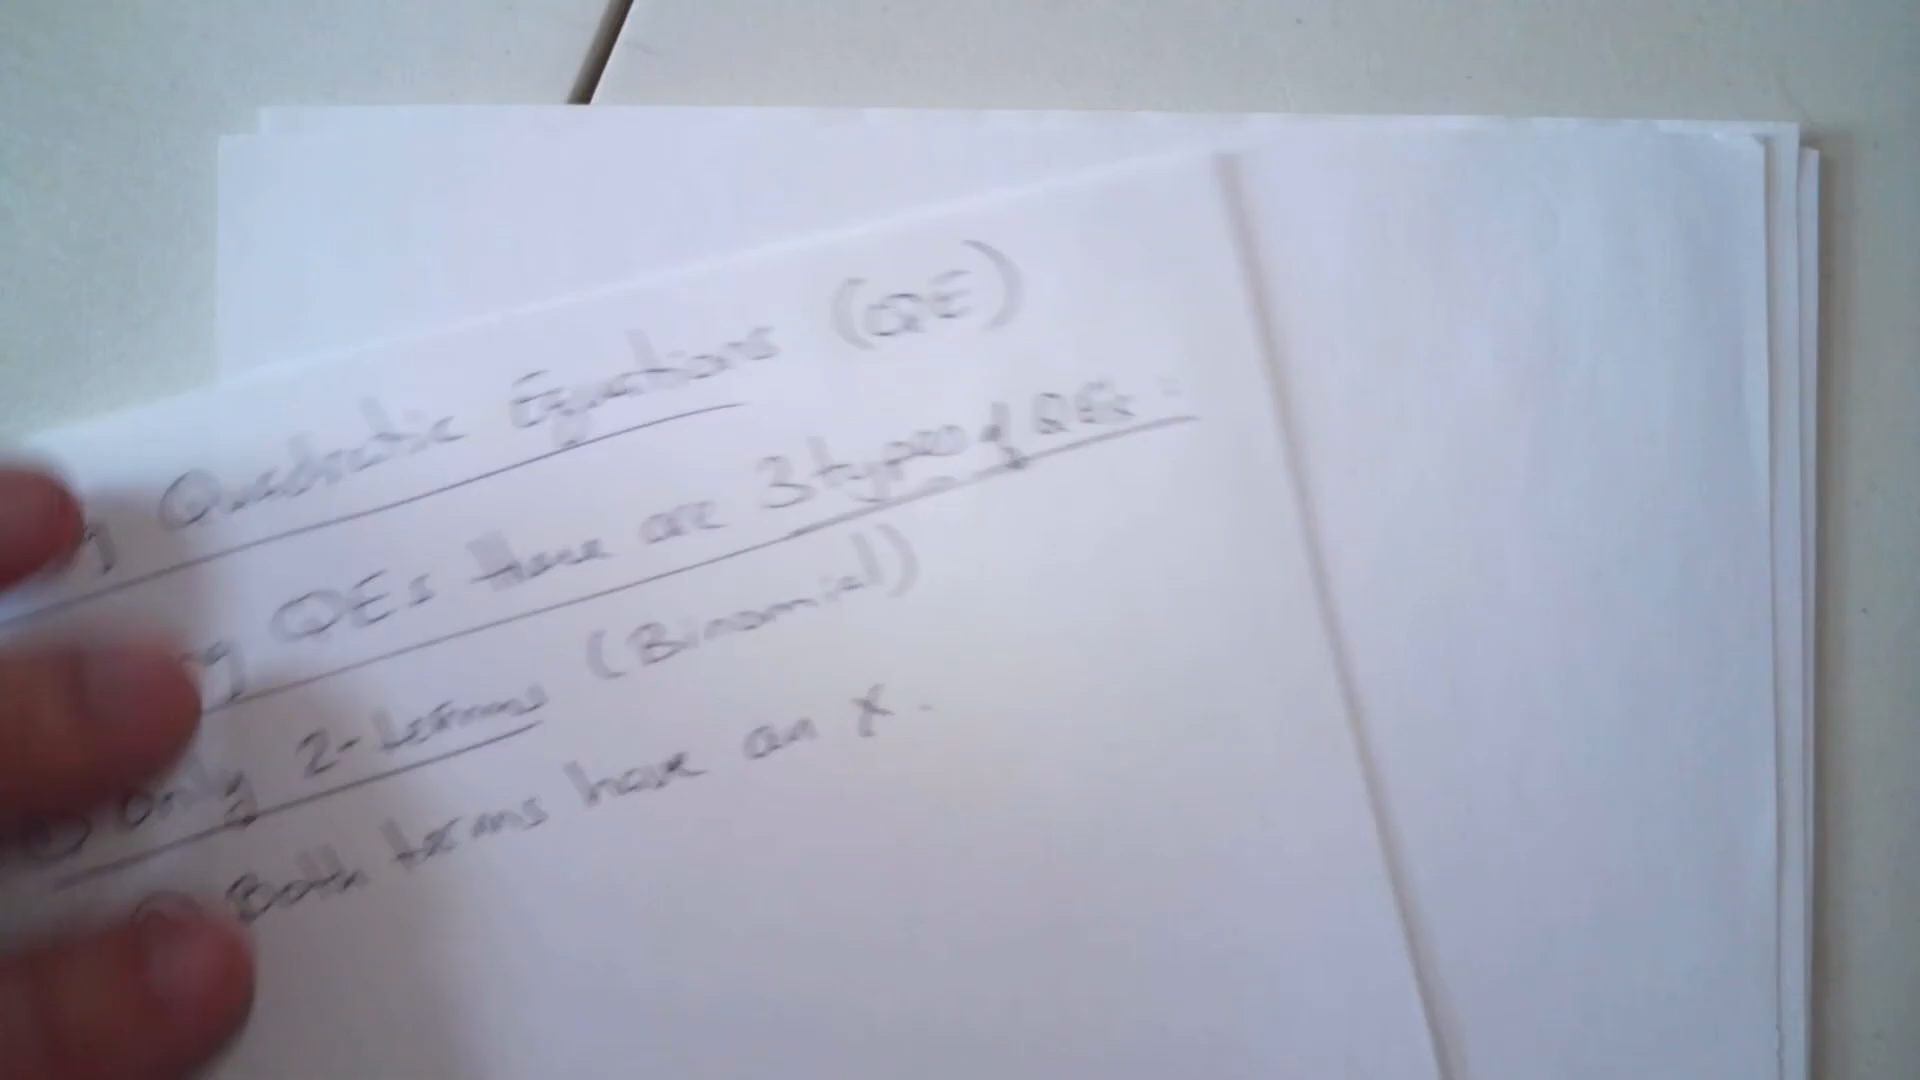 Quadratic Equations (QE)
QEs there are 3 types of QEs:
Only 2-terms (Binomial)
Both terms have an x.